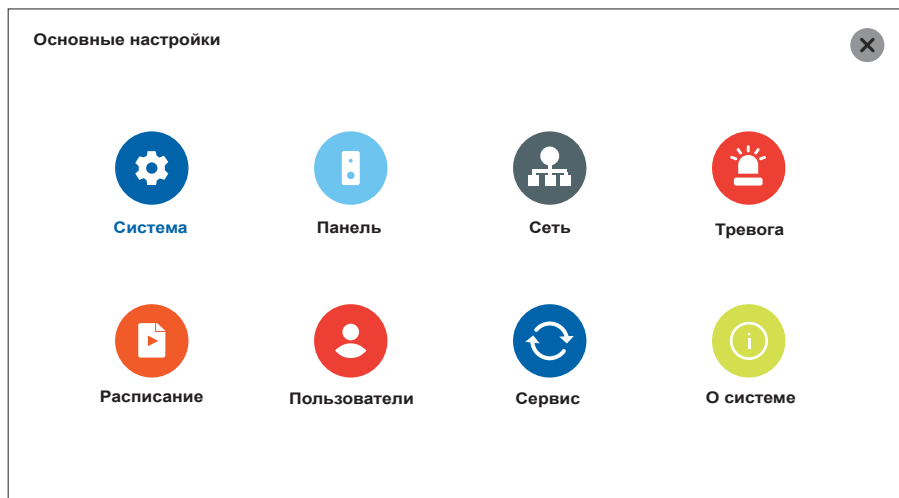 Основные настройки
Система
Панель
Сеть
Тревога
Расписание
Пользователи
Сервис
О системе